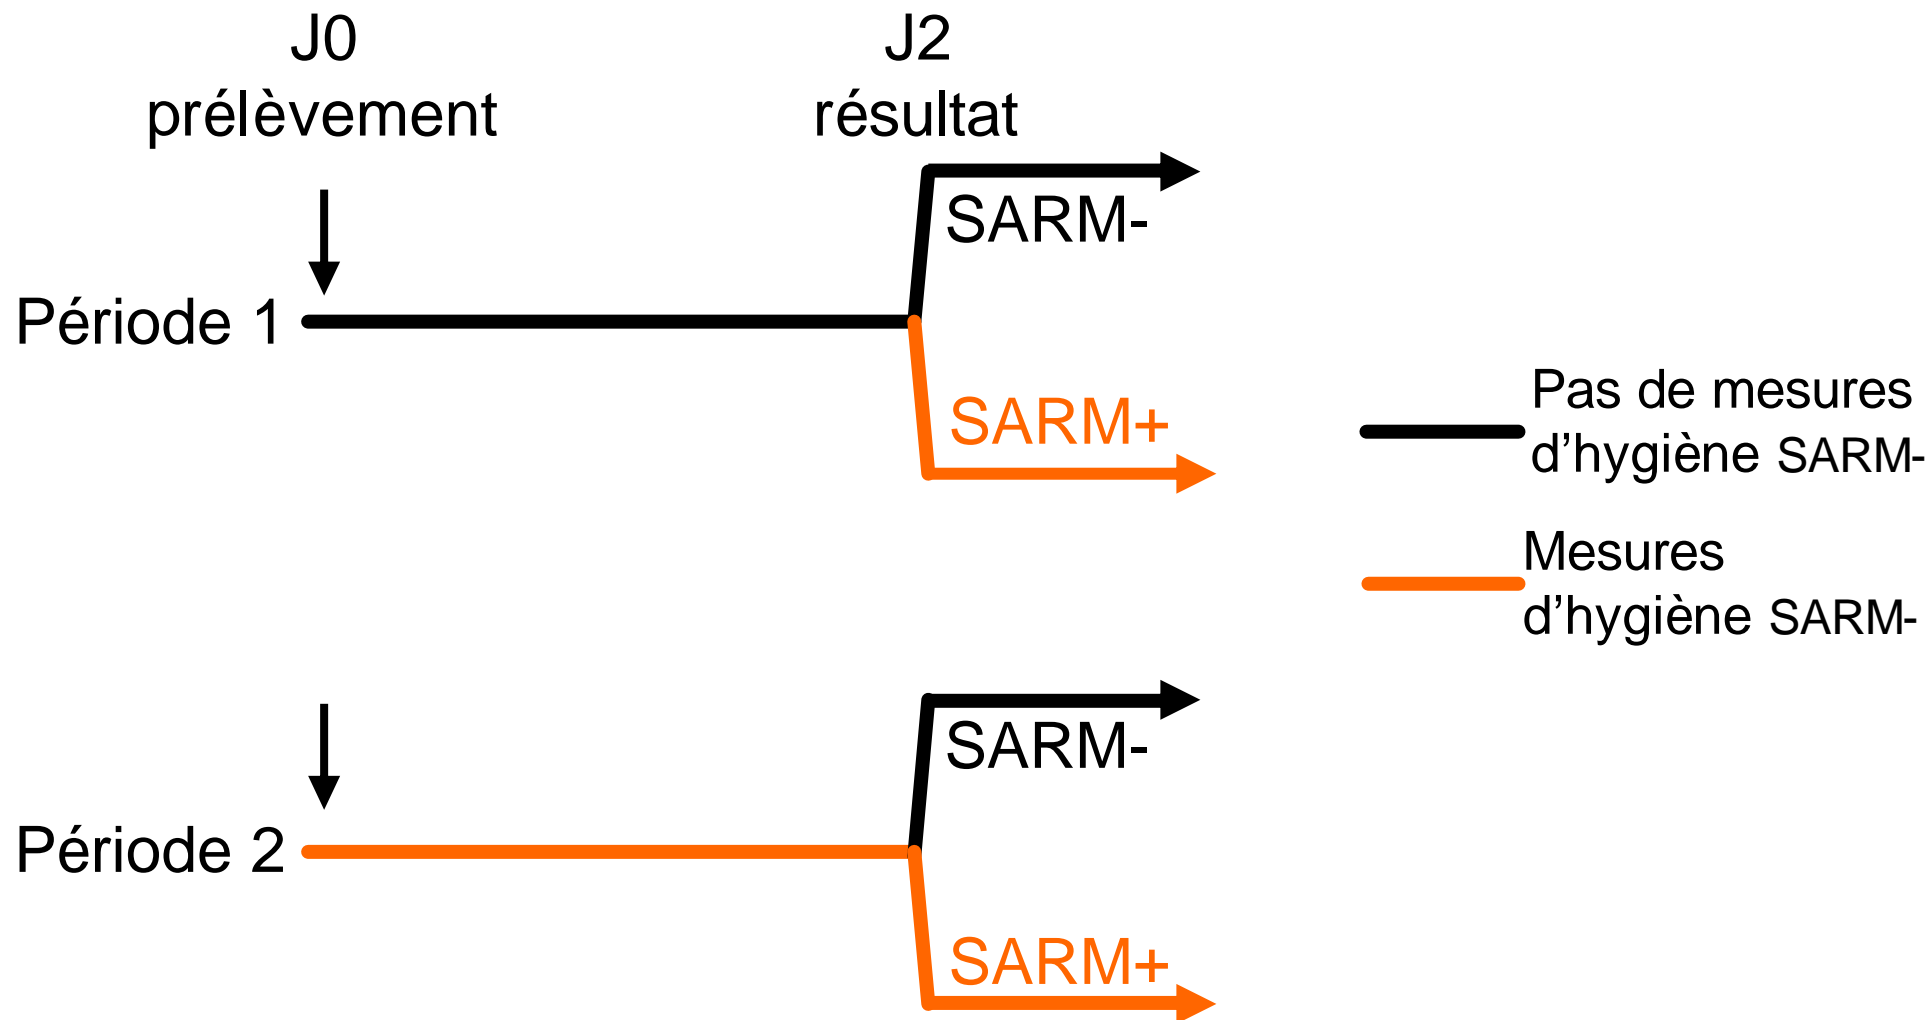 J0
prélèvement
J2
résultat
SARM-
Période 1
SARM+
Pas de mesures
d'hygiène SARM-
Mesures
d’hygiène SARM-
SARM-
Période 2
SARM+